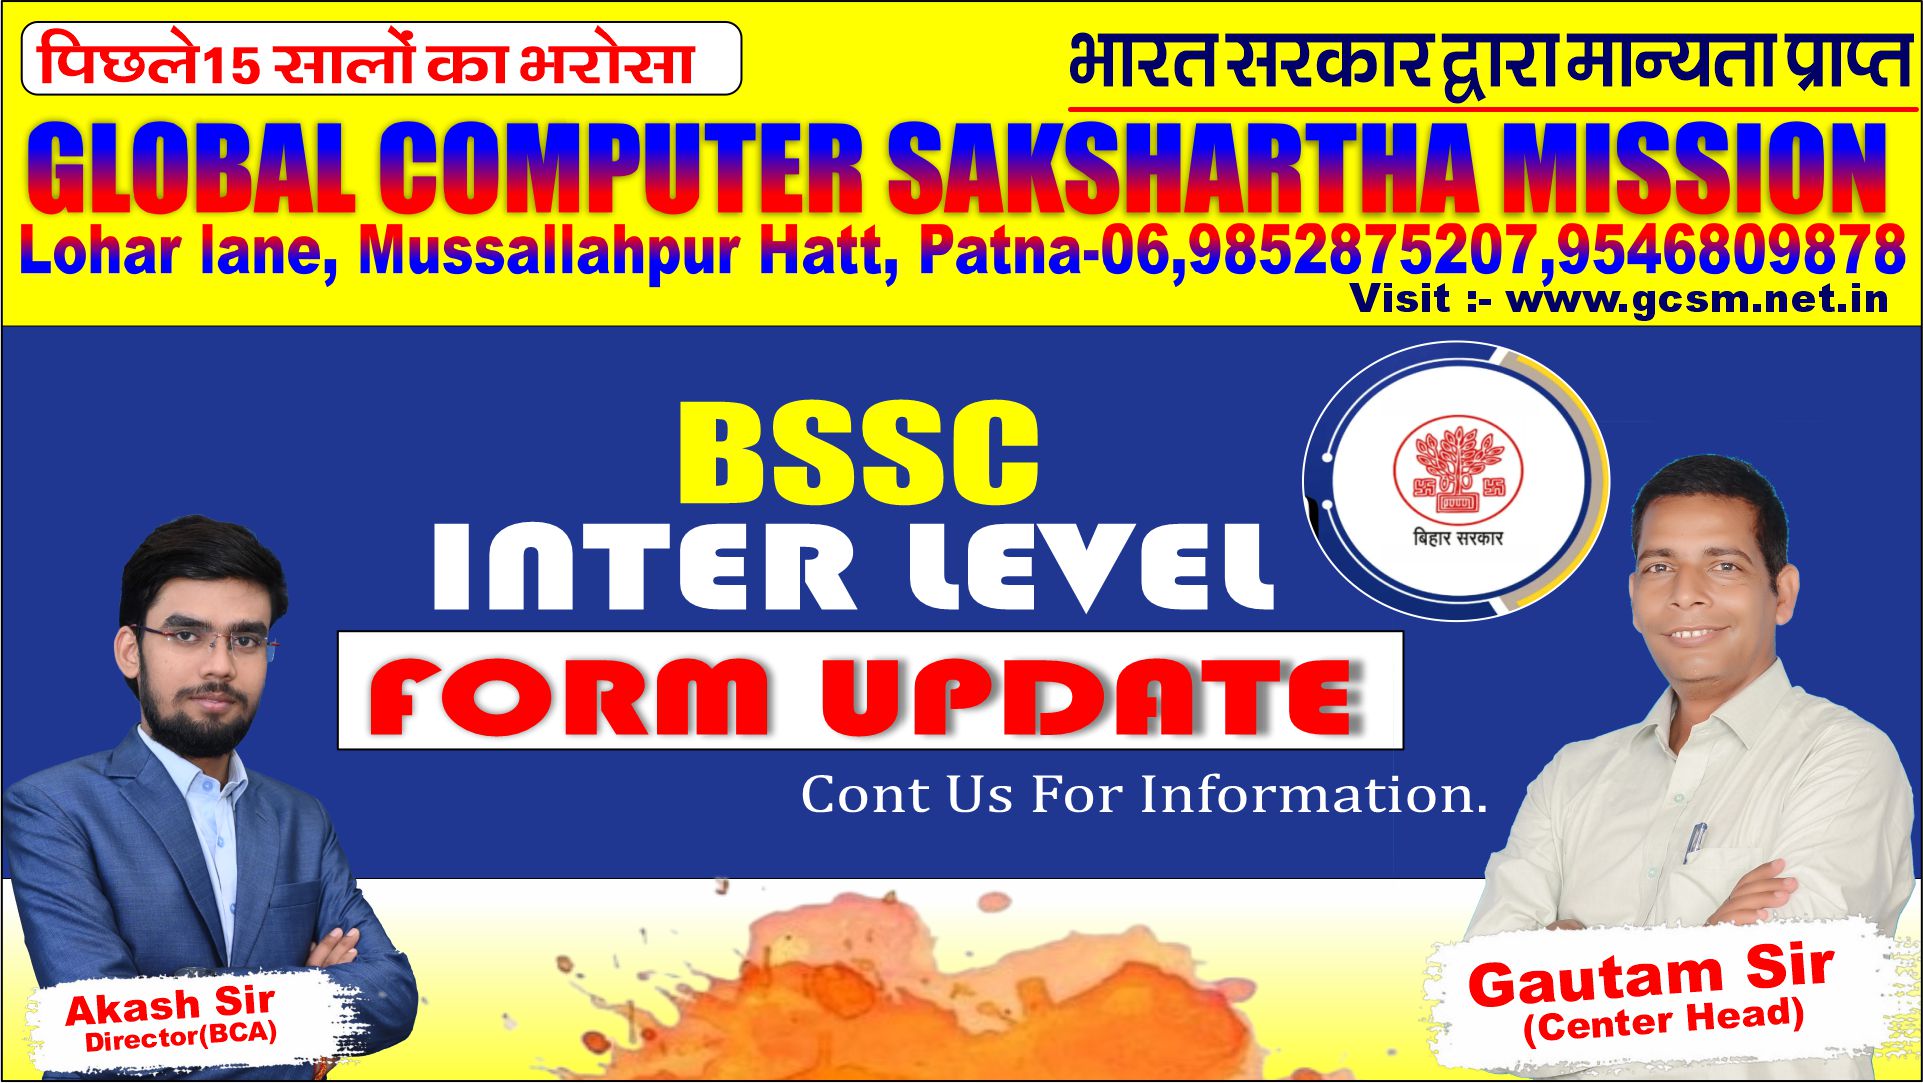 पिछले 15 सालों का भरोसा
भारत सरकार द्वारा मान्यता प्राप्त
GLOBAL COMPUTER SAKSHARTHA MISSION
Lohar lane, Mussallahpur Hatt, Patna-06,9852875207,9546809878
Visit :- www.gcsm.net.in
BSSC
INTER LEVEL
बिहार सरकार
FORM UPDATE
Cont Us For Information.
Akash Sir
Director(BCA)
Gautam Sir
(Center Head)